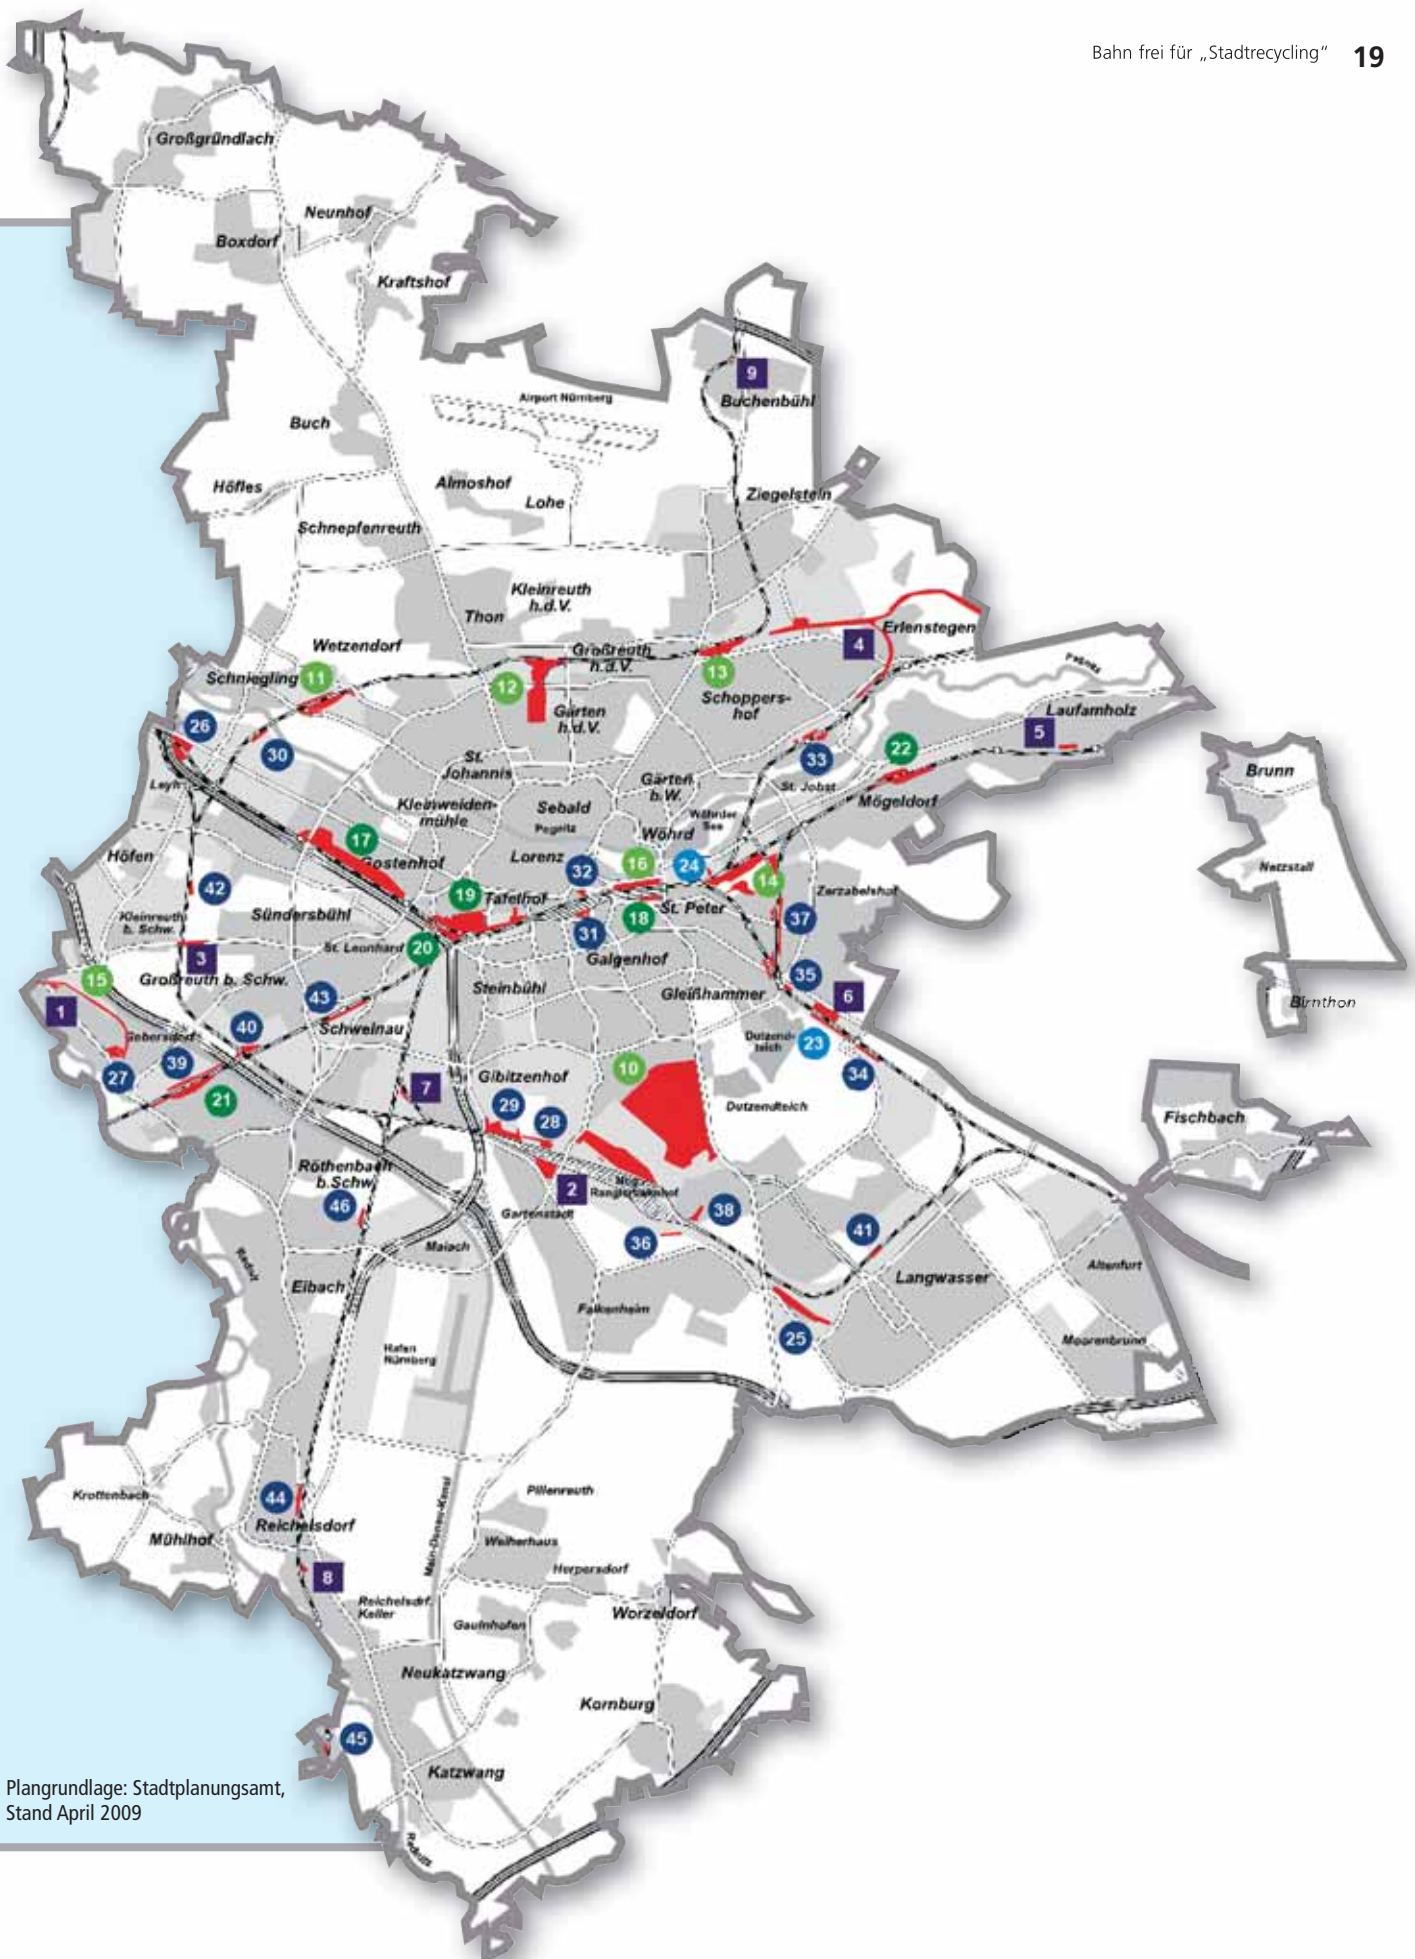 Bahn frei für „Stadtrecycling“ 19
Großgründlach
Neunhof
Boxdorf
Kraftshof
9
Buchenbühl
Airport Nürnberg
Buch
Almoshof
Höfles
Lohe
Ziegelstein
Schnepfenreuth
Kleinreuth
h.d.V.
Thon
Erlenstegen
Wetzendorf
Großreuth
h.d.V.
4
Pegnitz
Schniegling
11
12
13
Schoppers-
hof
Gärten
h.d.V.
Laufamholz
26
5
30
33
22
St.
Johannis
Gärten
b.W.
St. Jobst
Leyh
Kleinweiden-
mühle
Sebald
Mögeldorf
Brunn
Pegnitz
Wöhrder
See
Wöhrd
17
Gostenhof
Lorenz
32
16
24
14
Höfen
Netzstall
42
19
Tafelhof
Zerzabelshof
Kleinreuth
b. Schw.
Sündersbühl
18
St. Peter
37
31
St. Leonhard
20
3
Galgenhof
15
Großreuth b. Schw.
Steinbühl
Gleißhammer
35
6
43
Birnthon
1
Schweinau
Gebersdorf
40
Dutzend-
teich
23
39
27
21
7
Gibitzenhof
10
34
29
28
Dutzendteich
Fischbach
Röthenbach
b.Schw.
2
Rangierbahnhof
46
Gartenstadt
38
36
41
Maiach
Rednitz
Eibach
Langwasser
Altenfurt
Falkenheim
25
Hafen
Nürnberg
Moorenbrunn
Krottenbach
44
Pillenreuth
Main-Donau-Kanal
Reichelsdorf
Mühlhof
Weiherhaus
Herpersdorf
8
Reichelsdrf.
Keller
Worzeldorf
Gaulnhofen
Neukatzwang
Kornburg
45
Katzwang
Plangrundlage: Stadtplanungsamt,
Stand April 2009
Rednitz